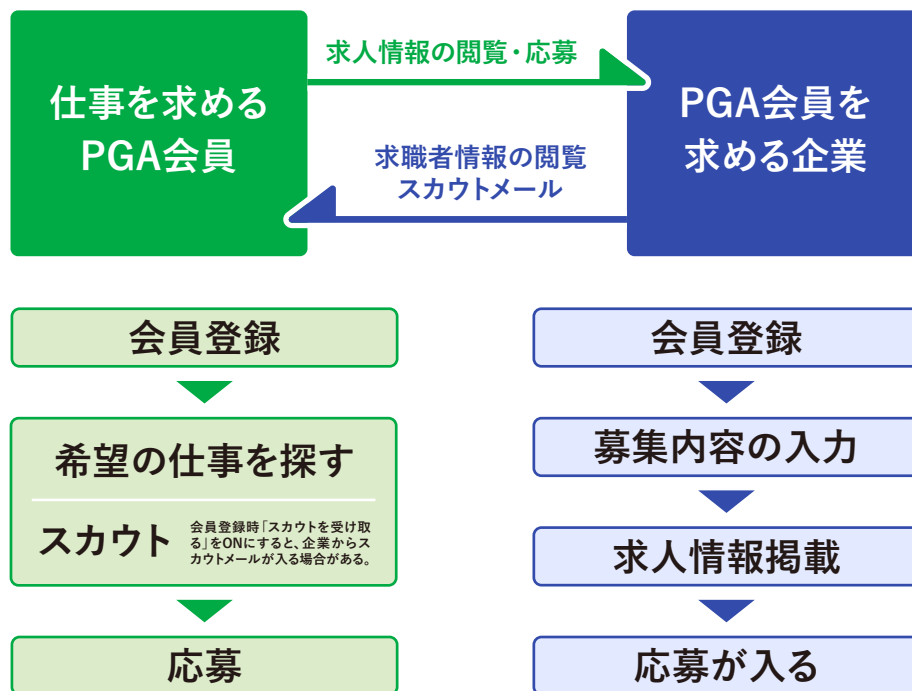 仕事を求める
PGA会員
求人情報の閲覧・応募
求職者情報の閲覧
スカウトメール
PGA会員を
求める企業
会員登録
希望の仕事を探す
スカウト
会員登録時「スカウトを受け取
る」をONにすると、企業からス
カウトメールが入る場合がある。
応募
会員登録
募集内容の入力
求人情報掲載
応募が入る